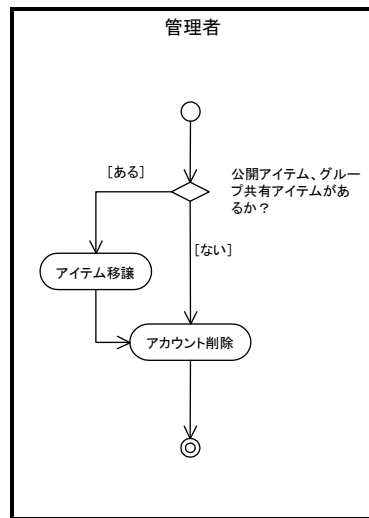 管理者
[ある]
公開アイテム、グルー
プ共有アイテムがあ
るか？
[ない]
アイテム移譲
アカウント削除